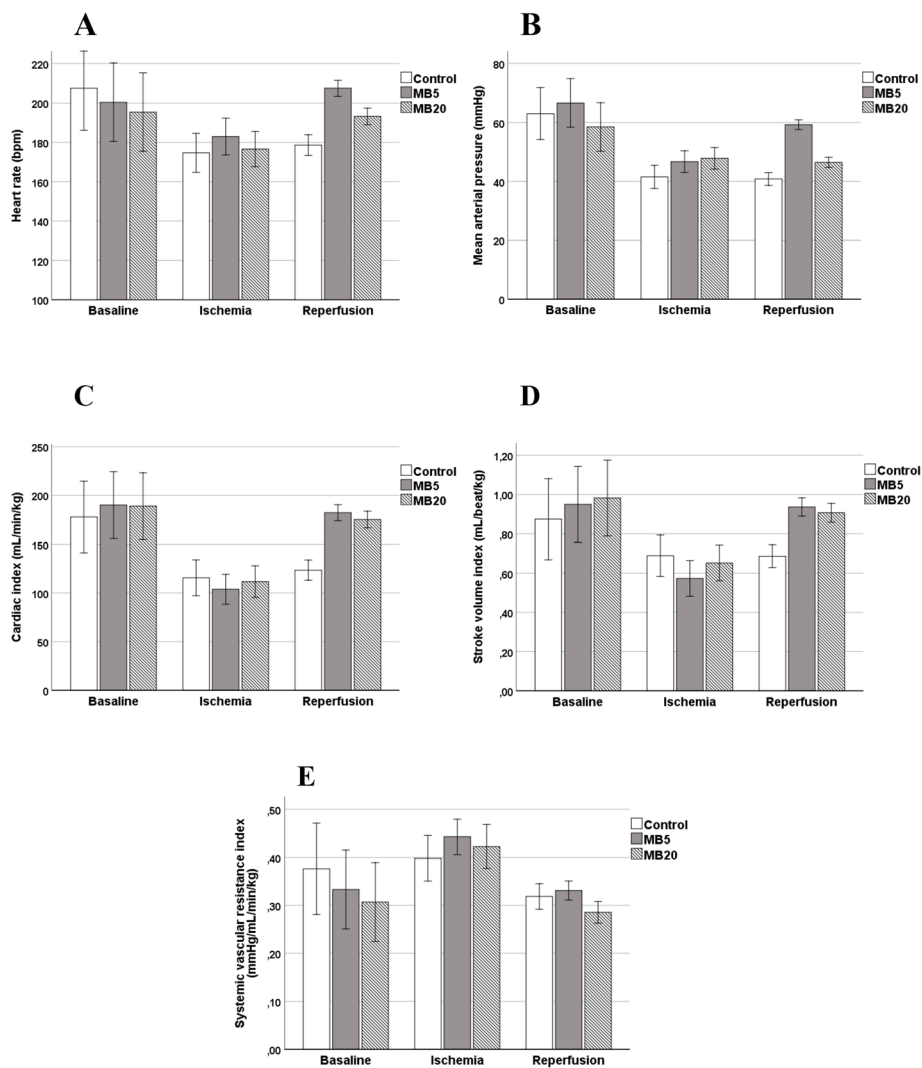 A
Heart rate (bpm)
220
200
180
160
140
120
100
Basaline
Ischemia
Reperfusion
Control
MB5
MB20
B
Mean arterial pressure (mmHg)
80
60
40
20
0
Basaline
Ischemia
Reperfusion
Control
MB5
MB20
C
Cardiac index (mL/min/kg)
250
200
150
100
50
0
Basaline
Ischemia
Reperfusion
Control
MB5
MB20
D
Stroke volume index (mL/beat/kg)
1,20
1,00
,80
,60
,40
,20
,00
Basaline
Ischemia
Reperfusion
Control
MB5
MB20
E
Systemic vascular resistance index
(mmHg/mL/min/kg)
,50
,40
,30
,20
,10
,00
Basaline
Ischemia
Reperfusion
Control
MB5
MB20